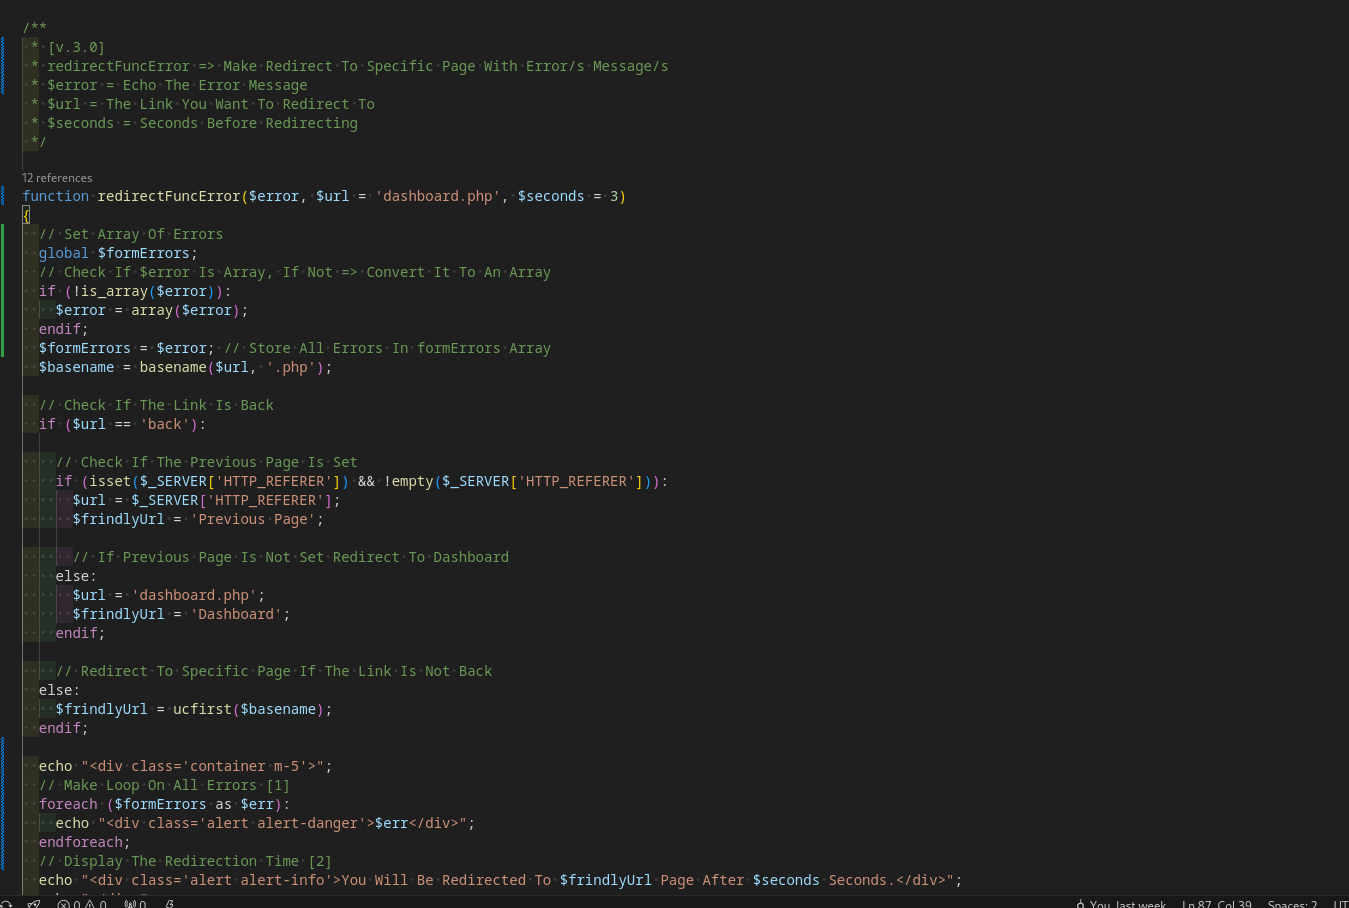 /**
 * [v.3.0]
 * redirectFuncError => Make Redirect To Specific Page With Error/s Message/s
 * $error = Echo The Error Message
 * $url = The Link You Want To Redirect To
 * $seconds = Seconds Before Redirecting
 */
12 references
function redirectFuncError($error, $url = 'dashboard.php', $seconds = 3)
{
  // Set Array Of Errors
  global $formErrors;
  // Check If $error Is Array, If Not => Convert It To An Array
  if (!is_array($error)):
    $error = array($error);
  endif;
  $formErrors = $error; // Store All Errors In formErrors Array
  $basename = basename($url, '.php');
  // Check If The Link Is Back
  if ($url == 'back'):
    // Check If The Previous Page Is Set
    if (isset($_SERVER['HTTP_REFERER']) && !empty($_SERVER['HTTP_REFERER'])):
      $url = $_SERVER['HTTP_REFERER'];
      $frindlyUrl = 'Previous Page';
      // If Previous Page Is Not Set Redirect To Dashboard
    else:
      $url = 'dashboard.php';
      $frindlyUrl = 'Dashboard';
    endif;
    // Redirect To Specific Page If The Link Is Not Back
  else:
    $frindlyUrl = ucfirst($basename);
  endif;
  echo "<div class='container m-5'>";
  // Make Loop On All Errors [1]
  foreach ($formErrors as $err):
    echo "<div class='alert alert-danger'>$err</div>";
  endforeach;
  // Display The Redirection Time [2]
  echo "<div class='alert alert-info'>You Will Be Redirected To $frindlyUrl Page After $seconds Seconds.</div>";
0 0 0 You, last week Ln 87, Col 39 Spaces: 2